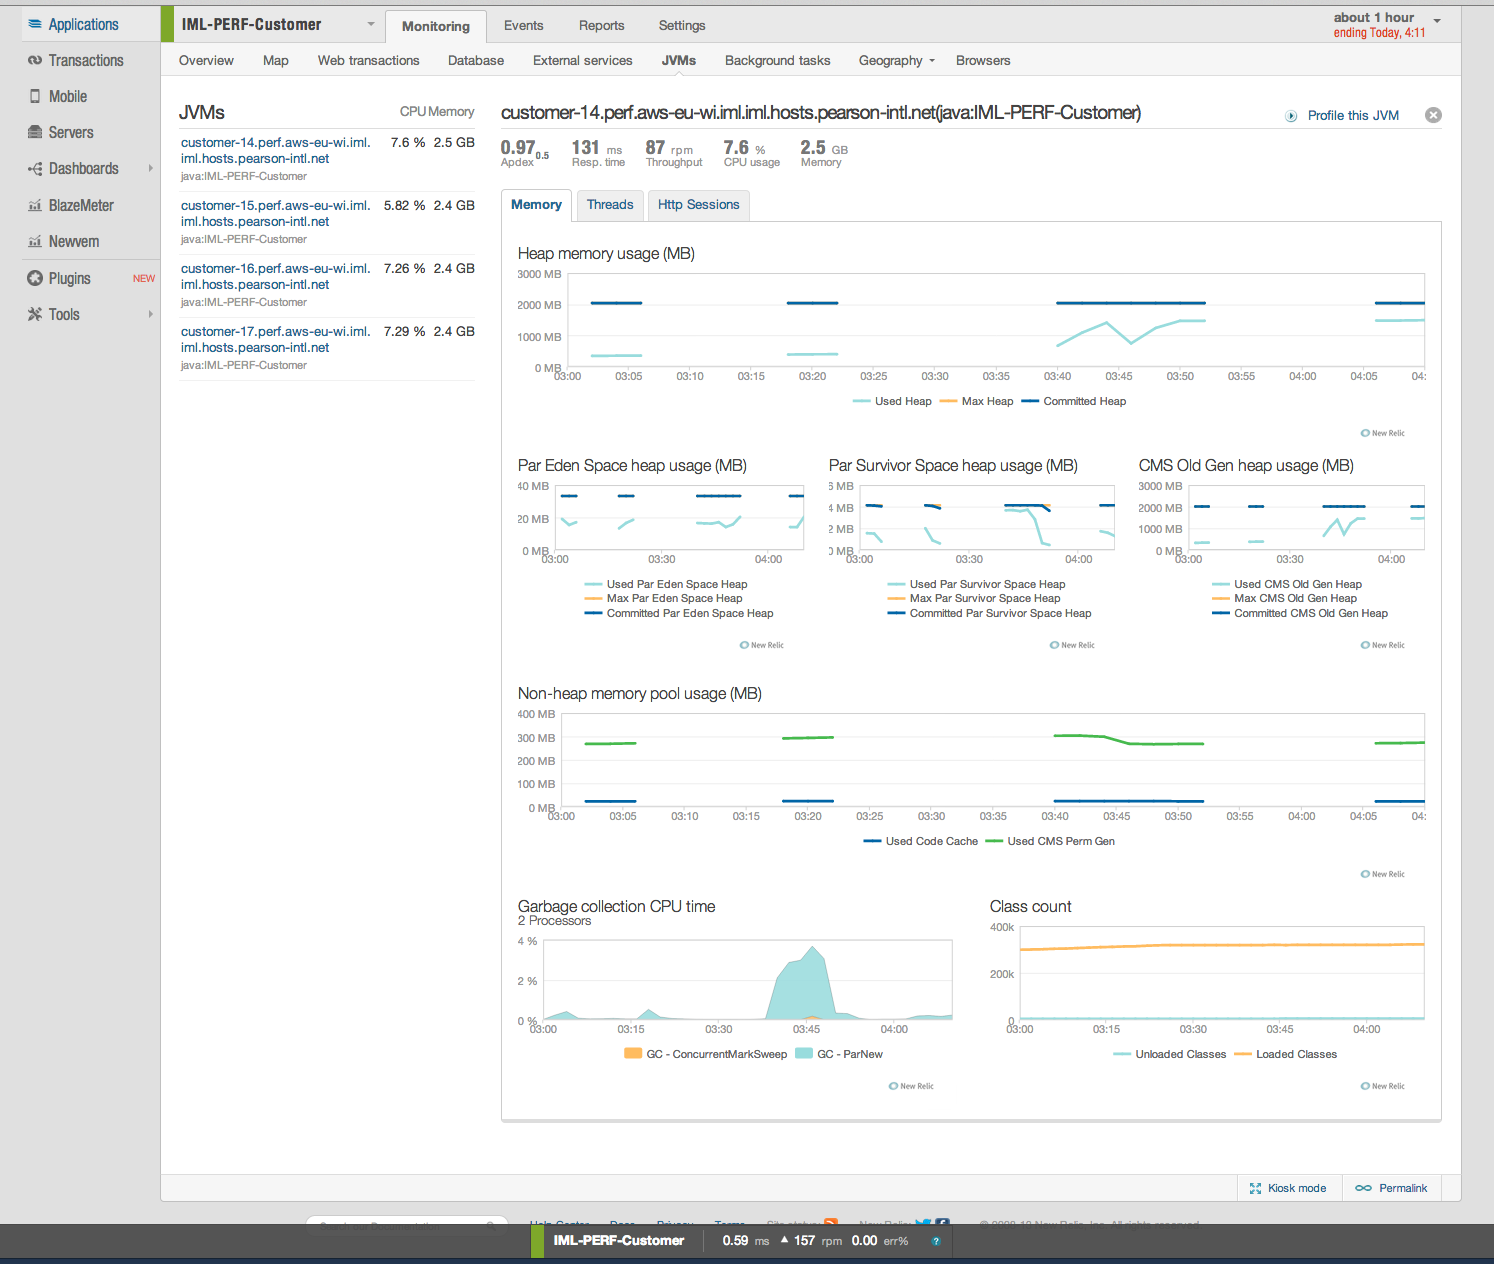 Applications
Transactions
Mobile
Servers
Dashboards
BlazeMeter
Newvem
Plugins NEW
Tools
IML-PERF-Customer
Monitoring Events Reports Settings
about 1 hour
ending Today, 4:11
Overview Map Web transactions Database External services JVMs Background tasks Geography Browsers
JVMs CPU Memory
customer-14.perf.aws-eu-wi.iml. 7.6 % 2.5 GB
iml.hosts.pearson-intl.net
java:IML-PERF-Customer
customer-15.perf.aws-eu-wi.iml. 5.82 % 2.4 GB
iml.hosts.pearson-intl.net
java:IML-PERF-Customer
customer-16.perf.aws-eu-wi.iml. 7.26 % 2.4 GB
iml.hosts.pearson-intl.net
java:IML-PERF-Customer
customer-17.perf.aws-eu-wi.iml. 7.29 % 2.4 GB
iml.hosts.pearson-intl.net
java:IML-PERF-Customer
customer-14.perf.aws-eu-wi.iml.iml.hosts.pearson-intl.net(java:IML-PERF-Customer)
Profile this JVM
0.97 0.5 131 ms 87 rpm 7.6 % 2.5 GB
Apdex Resp. time Throughput CPU usage Memory
Memory Threads Http Sessions
Heap memory usage (MB)
3000 MB
2000 MB
1000 MB
0 MB
03:00 03:05 03:10 03:15 03:20 03:25 03:30 03:35 03:40 03:45 03:50 03:55 04:00 04:05 04:
Used Heap Max Heap Committed Heap
New Relic
Par Eden Space heap usage (MB)
40 MB
20 MB
0 MB
03:00 03:30 04:00
Used Par Eden Space Heap
Max Par Eden Space Heap
Committed Par Eden Space Heap
New Relic
Par Survivor Space heap usage (MB)
6 MB
4 MB
2 MB
0 MB
03:00 03:30 04:00
Used Par Survivor Space Heap
Max Par Survivor Space Heap
Committed Par Survivor Space Heap
New Relic
CMS Old Gen heap usage (MB)
3000 MB
2000 MB
1000 MB
0 MB
03:00 03:30 04:00
Used CMS Old Gen Heap
Max CMS Old Gen Heap
Committed CMS Old Gen Heap
New Relic
Non-heap memory pool usage (MB)
400 MB
300 MB
200 MB
100 MB
0 MB
03:00 03:05 03:10 03:15 03:20 03:25 03:30 03:35 03:40 03:45 03:50 03:55 04:00 04:05 04:
Used Code Cache Used CMS Perm Gen
New Relic
Garbage collection CPU time
2 Processors
4 %
2 %
0 %
03:00 03:15 03:30 03:45 04:00
GC - ConcurrentMarkSweep GC - ParNew
New Relic
Class count
400k
200k
0
03:00 03:15 03:30 03:45 04:00
Unloaded Classes Loaded Classes
New Relic
Kiosk mode Permalink
Help Center Docs Privacy Terms Site status: New Relic:
IML-PERF-Customer 0.59 ms 157 rpm 0.00 err% ?